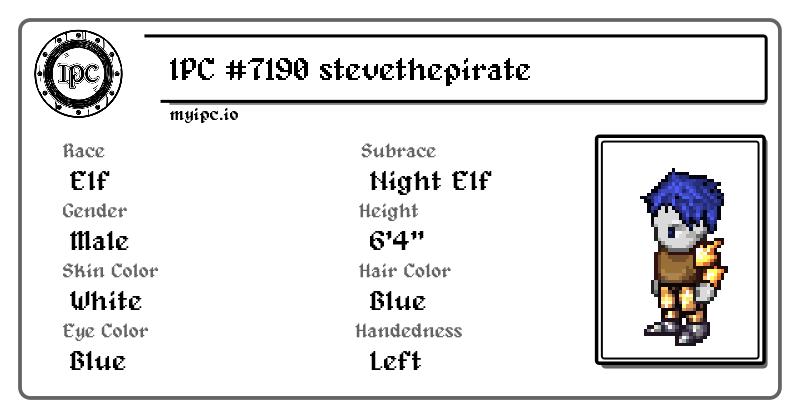 IPC
IPC #7190 stevethepirate
myipc.io
Race
Elf
Subrace
Night Elf
Gender
Male
Height
6'4"
Skin Color
White
Hair Color
Blue
Eye Color
Blue
Handedness
Left